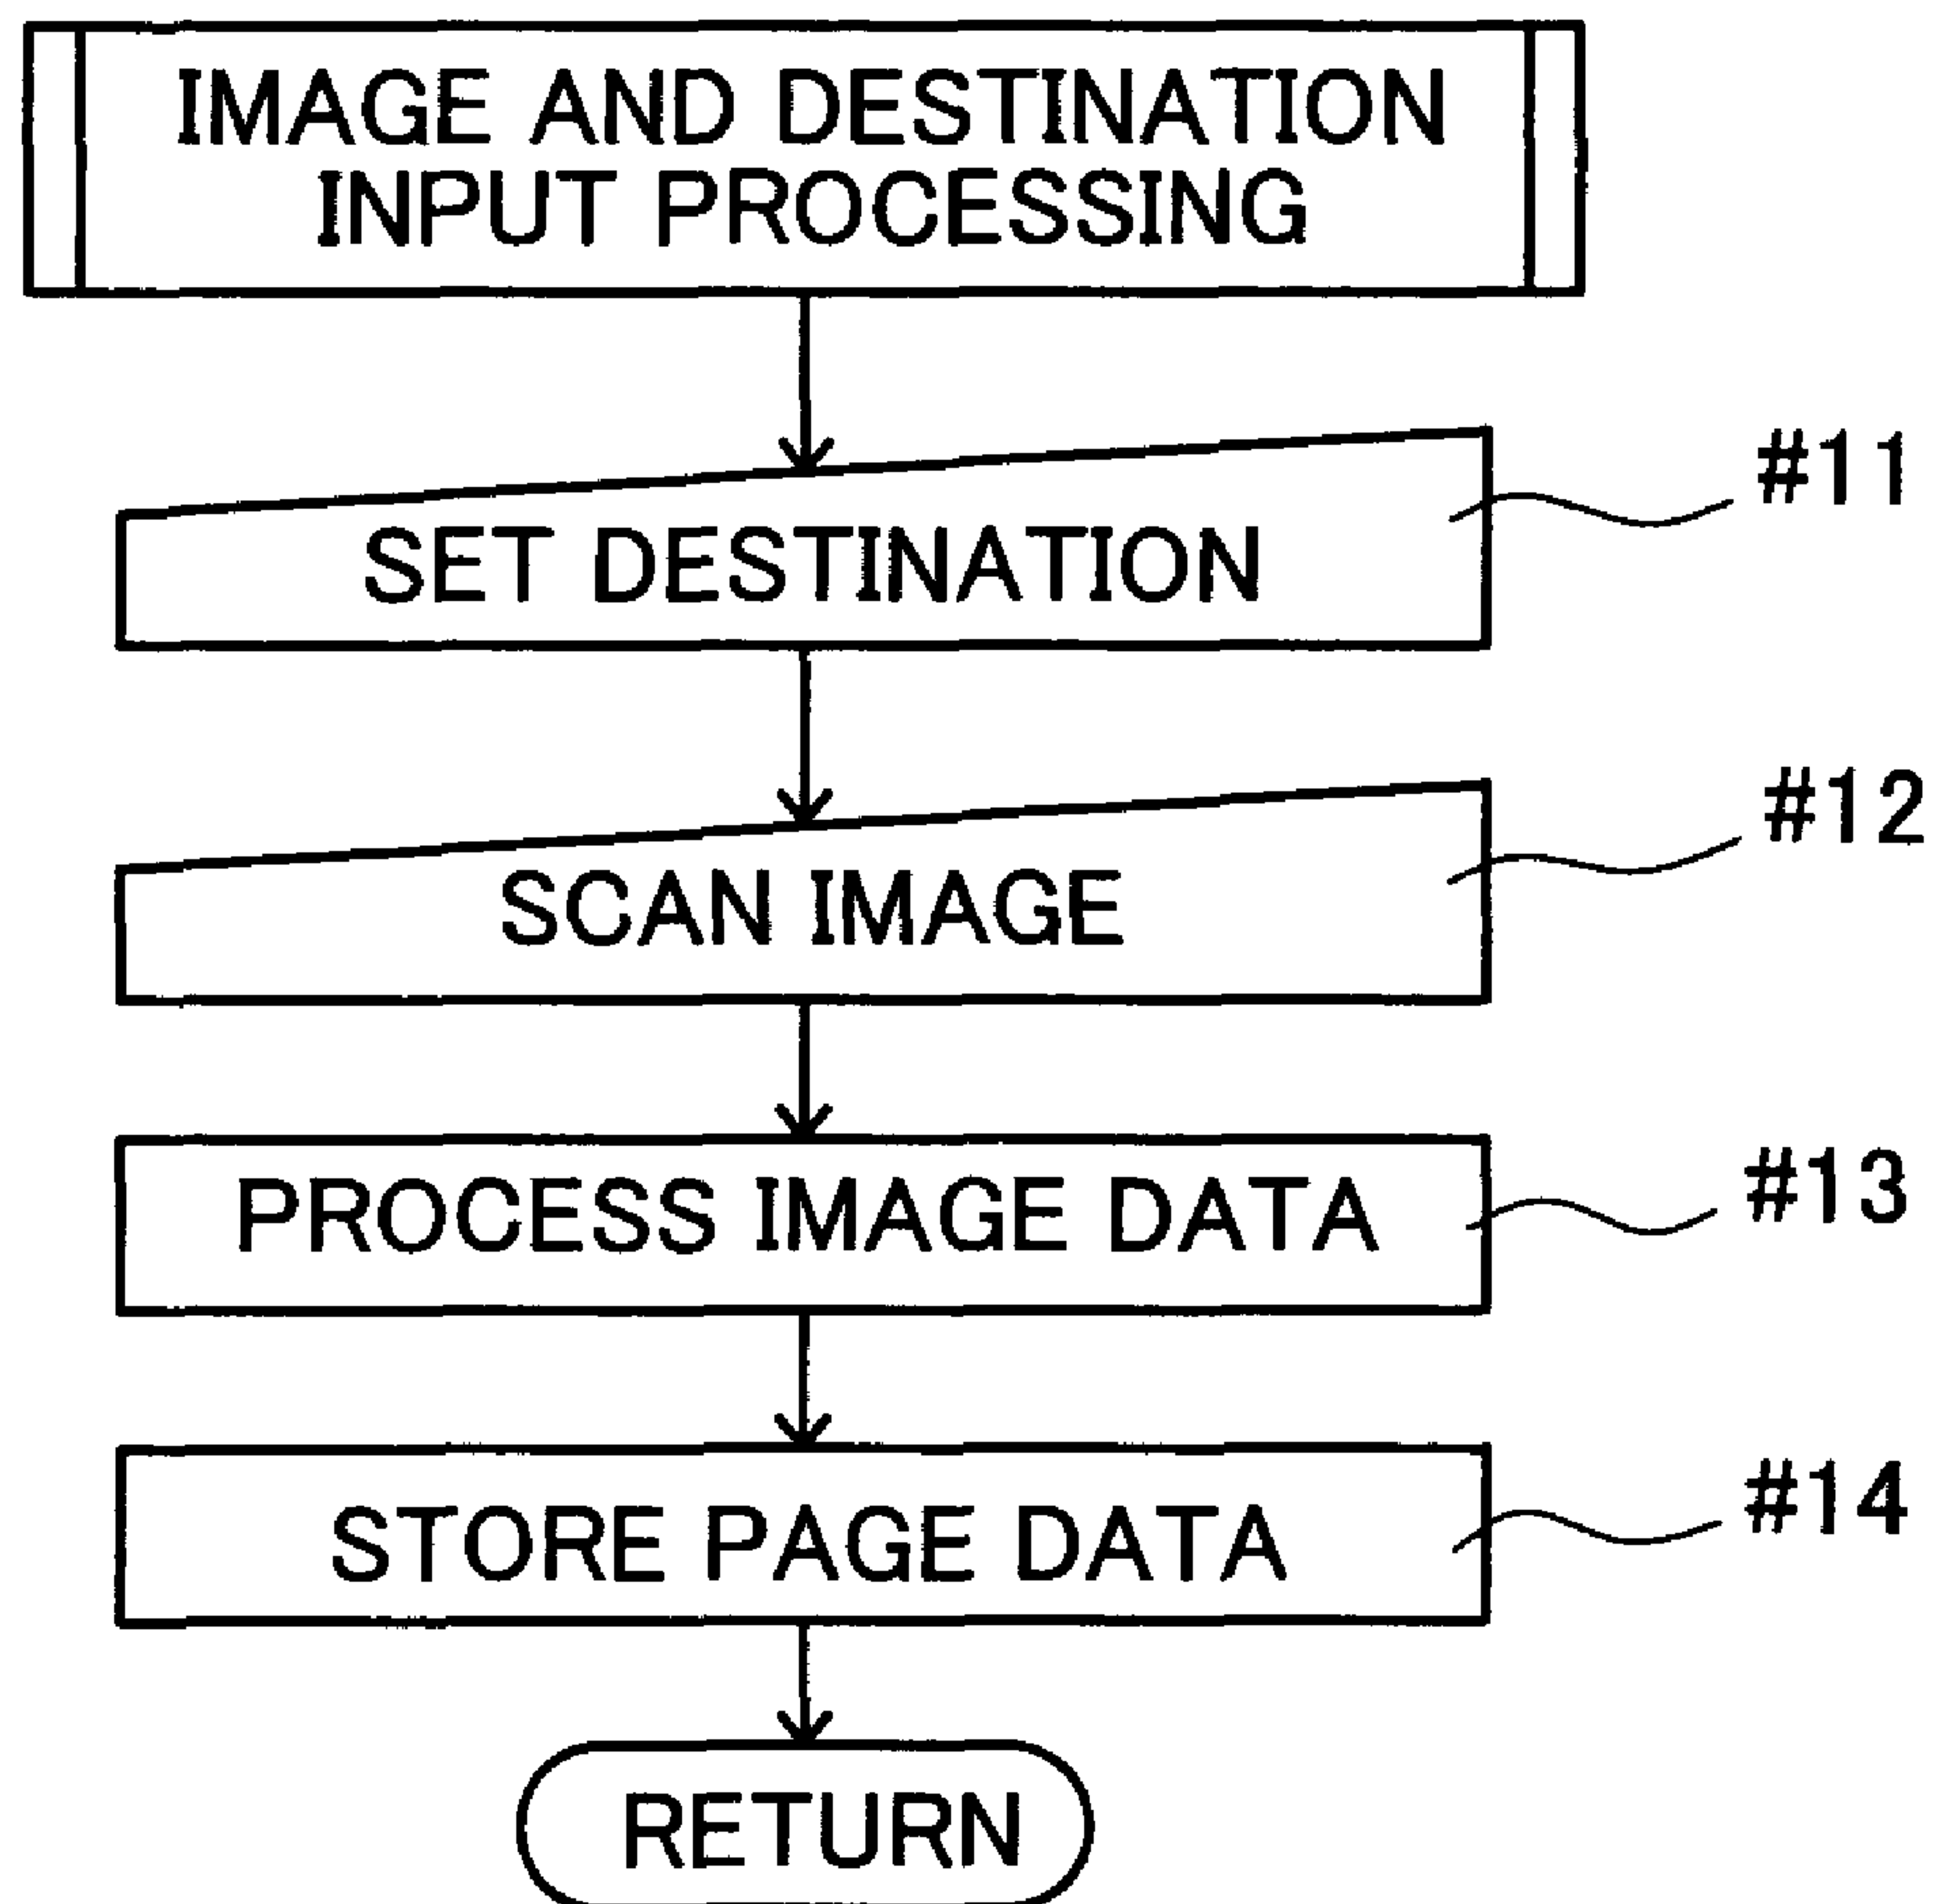 IMAGE AND DESTINATION
INPUT PROCESSING
#11
SET DESTINATION
#12
SCAN IMAGE
#13
PROCESS IMAGE DATA
#14
STORE PAGE DATA
RETURN